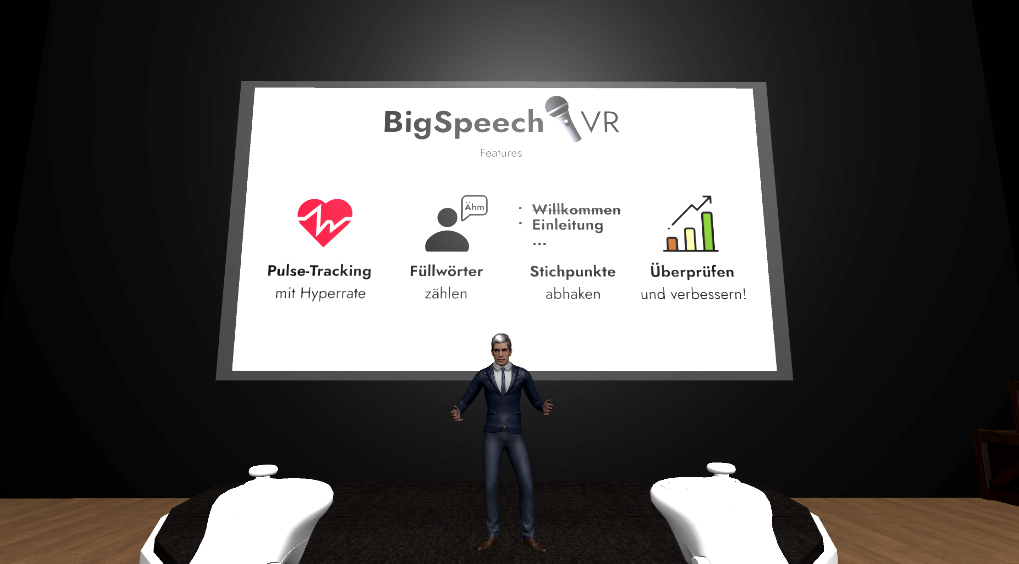 BigSpeech VR
Features
Ähm
Willkommen
Einleitung
...
Pulse-Tracking
mit Hyperrate
Füllwörter
zählen
Stichpunkte
abhaken
Überprüfen
und verbessern!